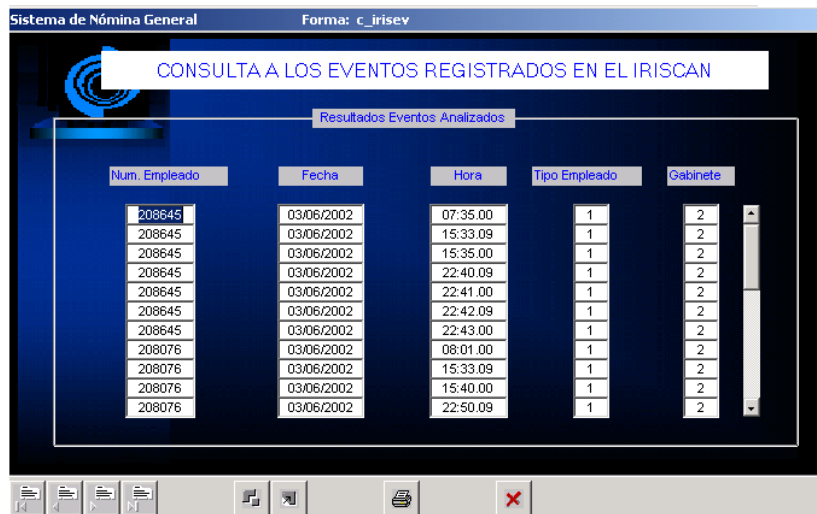 Sistema de Nómina General Forma: c_irisev
CONSULTA A LOS EVENTOS REGISTRADOS EN EL IRISCAN
Resultados Eventos Analizados
Num. Empleado Fecha Hora Tipo Empleado Gabinete
208645 03/06/2002 07:35.00 1 2
208645 03/06/2002 15:33.09 1 2
208645 03/06/2002 15:35.00 1 2
208645 03/06/2002 22:40.09 1 2
208645 03/06/2002 22:41.00 1 2
208645 03/06/2002 22:42.09 1 2
208645 03/06/2002 22:43.00 1 2
208076 03/06/2002 08:01.00 1 2
208076 03/06/2002 15:33.09 1 2
208076 03/06/2002 15:40.00 1 2
208076 03/06/2002 22:50.09 1 2